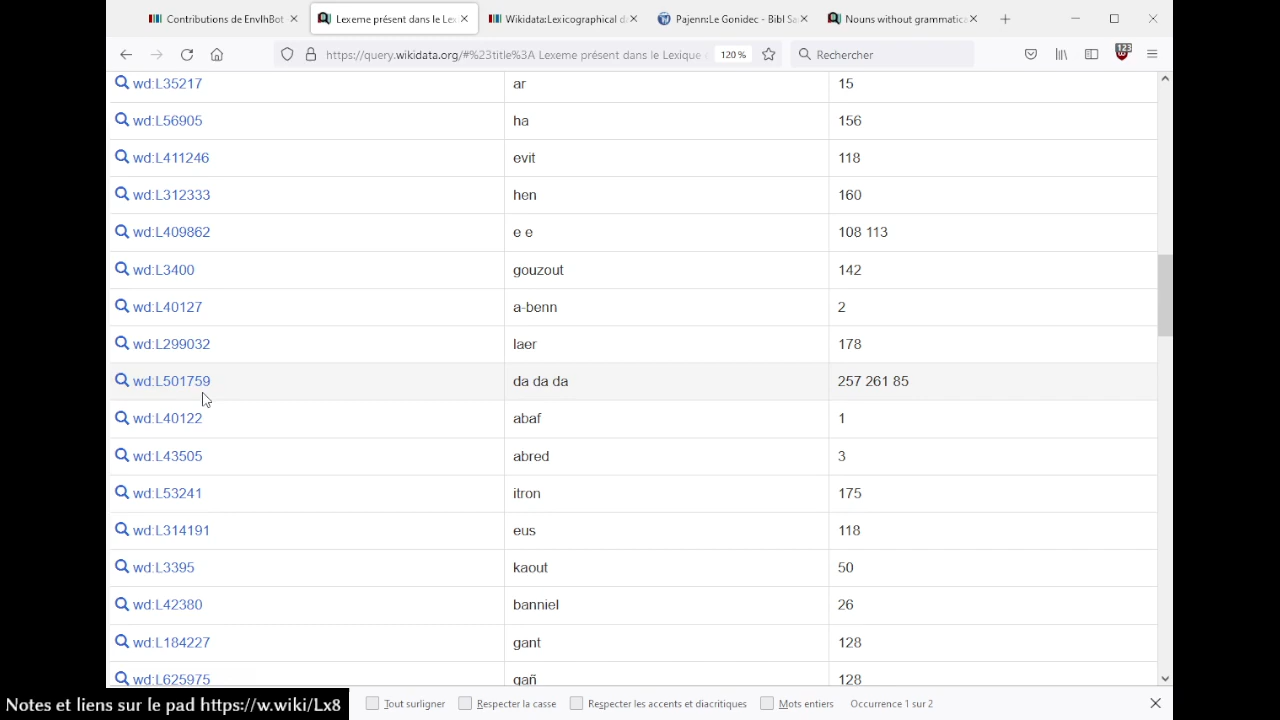 Contributions de EnvlhBot
Lexeme présent dans le Lex
Wikidata:Lexicographical da
Pajenn:Le Gonidec - Bibl Sa
Nouns without grammatica
https://query.wikidata.org/#%23title%3A Lexeme présent dans le Lexique
120 %
Rechercher
123
wd:L35217 ar 15
wd:L56905 ha 156
wd:L411246 evit 118
wd:L312333 hen 160
wd:L409862 e e 108 113
wd:L3400 gouzout 142
wd:L40127 a-benn 2
wd:L299032 laer 178
wd:L501759 da da da 257 261 85
wd:L40122 abaf 1
wd:L43505 abred 3
wd:L53241 itron 175
wd:L314191 eus 118
wd:L3395 kaout 50
wd:L42380 banniel 26
wd:L184227 gant 128
wd:L625975 gañ 128
Notes et liens sur le pad https://w.wiki/Lx8
Tout surligner Respecter la casse Respecter les accents et diacritiques Mots entiers Occurrence 1 sur 2